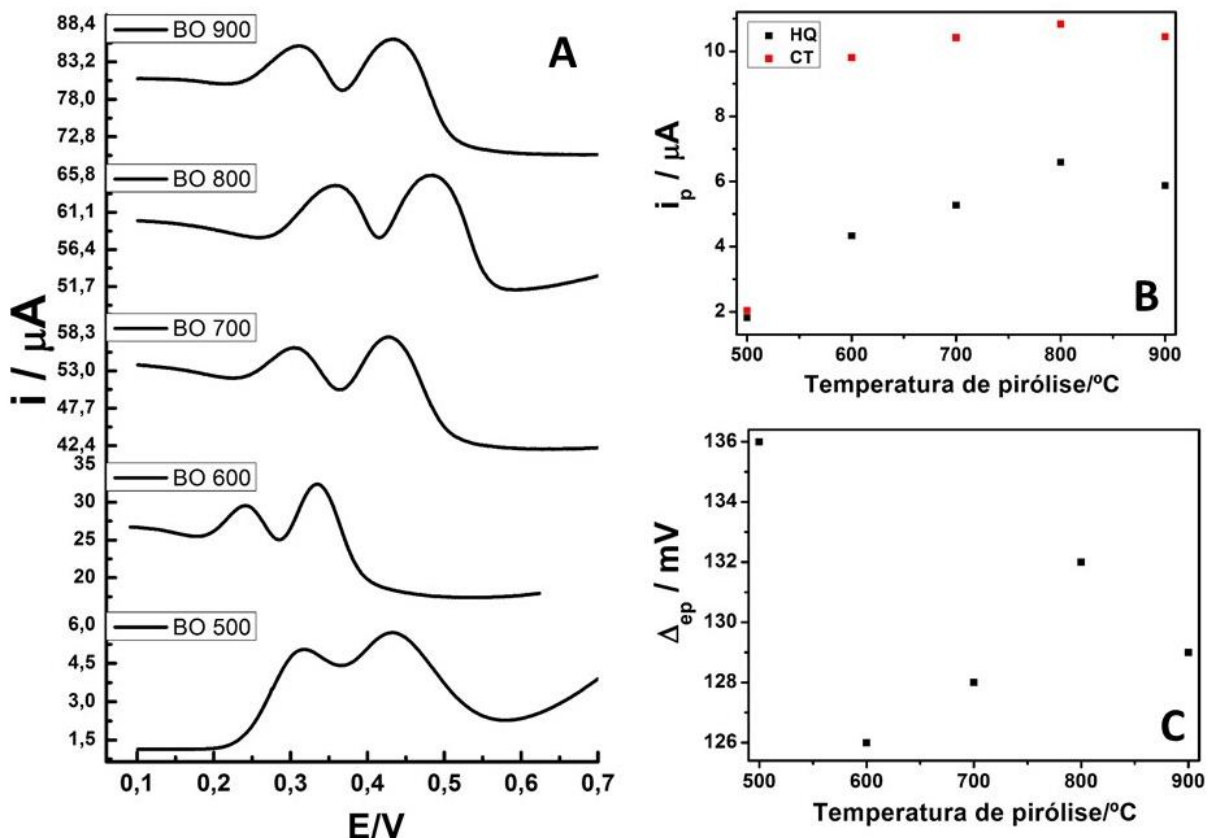 A
i / µA
BO 900
88,4
83,2
78,0
72,8
BO 800
65,8
61,1
56,4
51,7
BO 700
58,3
53,0
47,7
42,4
BO 600
35
30
25
20
BO 500
6,0
4,5
3,0
1,5
0,1 0,2 0,3 0,4 0,5 0,6 0,7
E/V
B
HQ
CT
i_p / µA
10
8
6
4
2
500 600 700 800 900
Temperatura de pirólise/ºC
C
Δ_ep / mV
136
134
132
130
128
126
500 600 700 800 900
Temperatura de pirólise/ºC